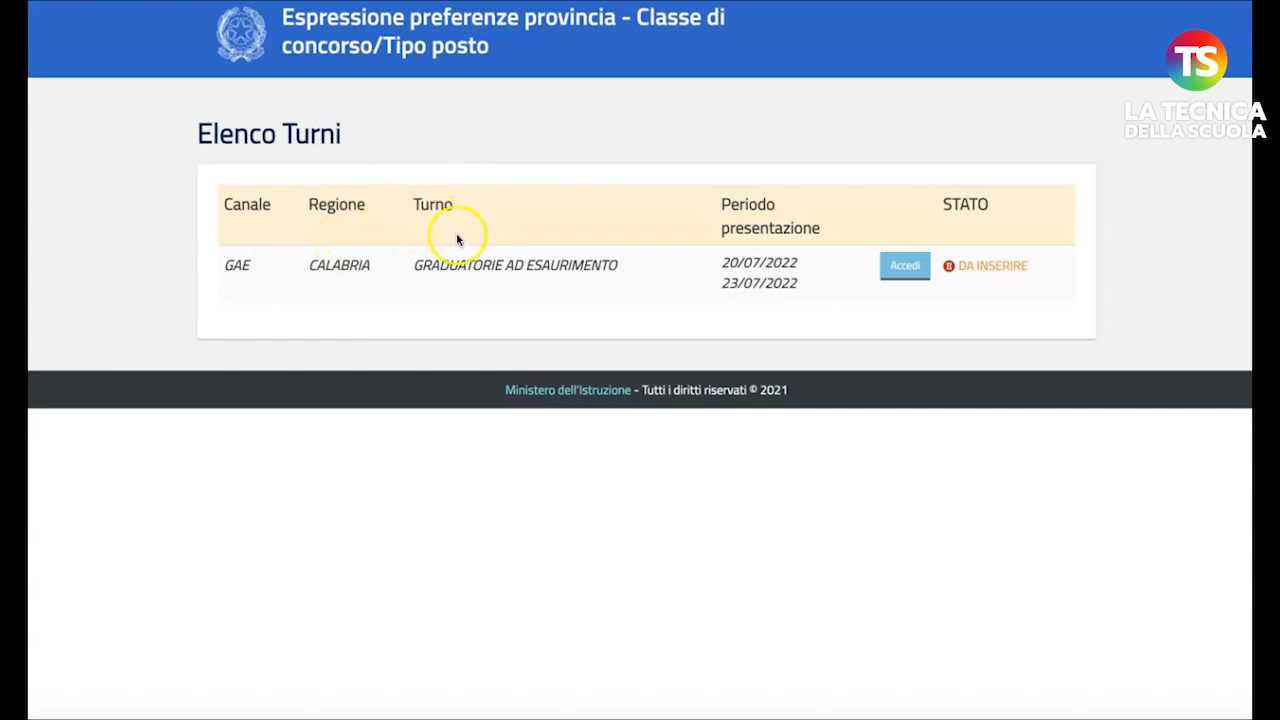 Espressione preferenze provincia - Classe di
concorso/Tipo posto
TS
LA TECNICA
DELLA SCUOLA
Elenco Turni
Canale Regione Turno Periodo presentazione STATO
GAE CALABRIA GRADUATORIE AD ESAURIMENTO 20/07/2022 Accedi DA INSERIRE
23/07/2022
Ministero dell'Istruzione - Tutti i diritti riservati © 2021